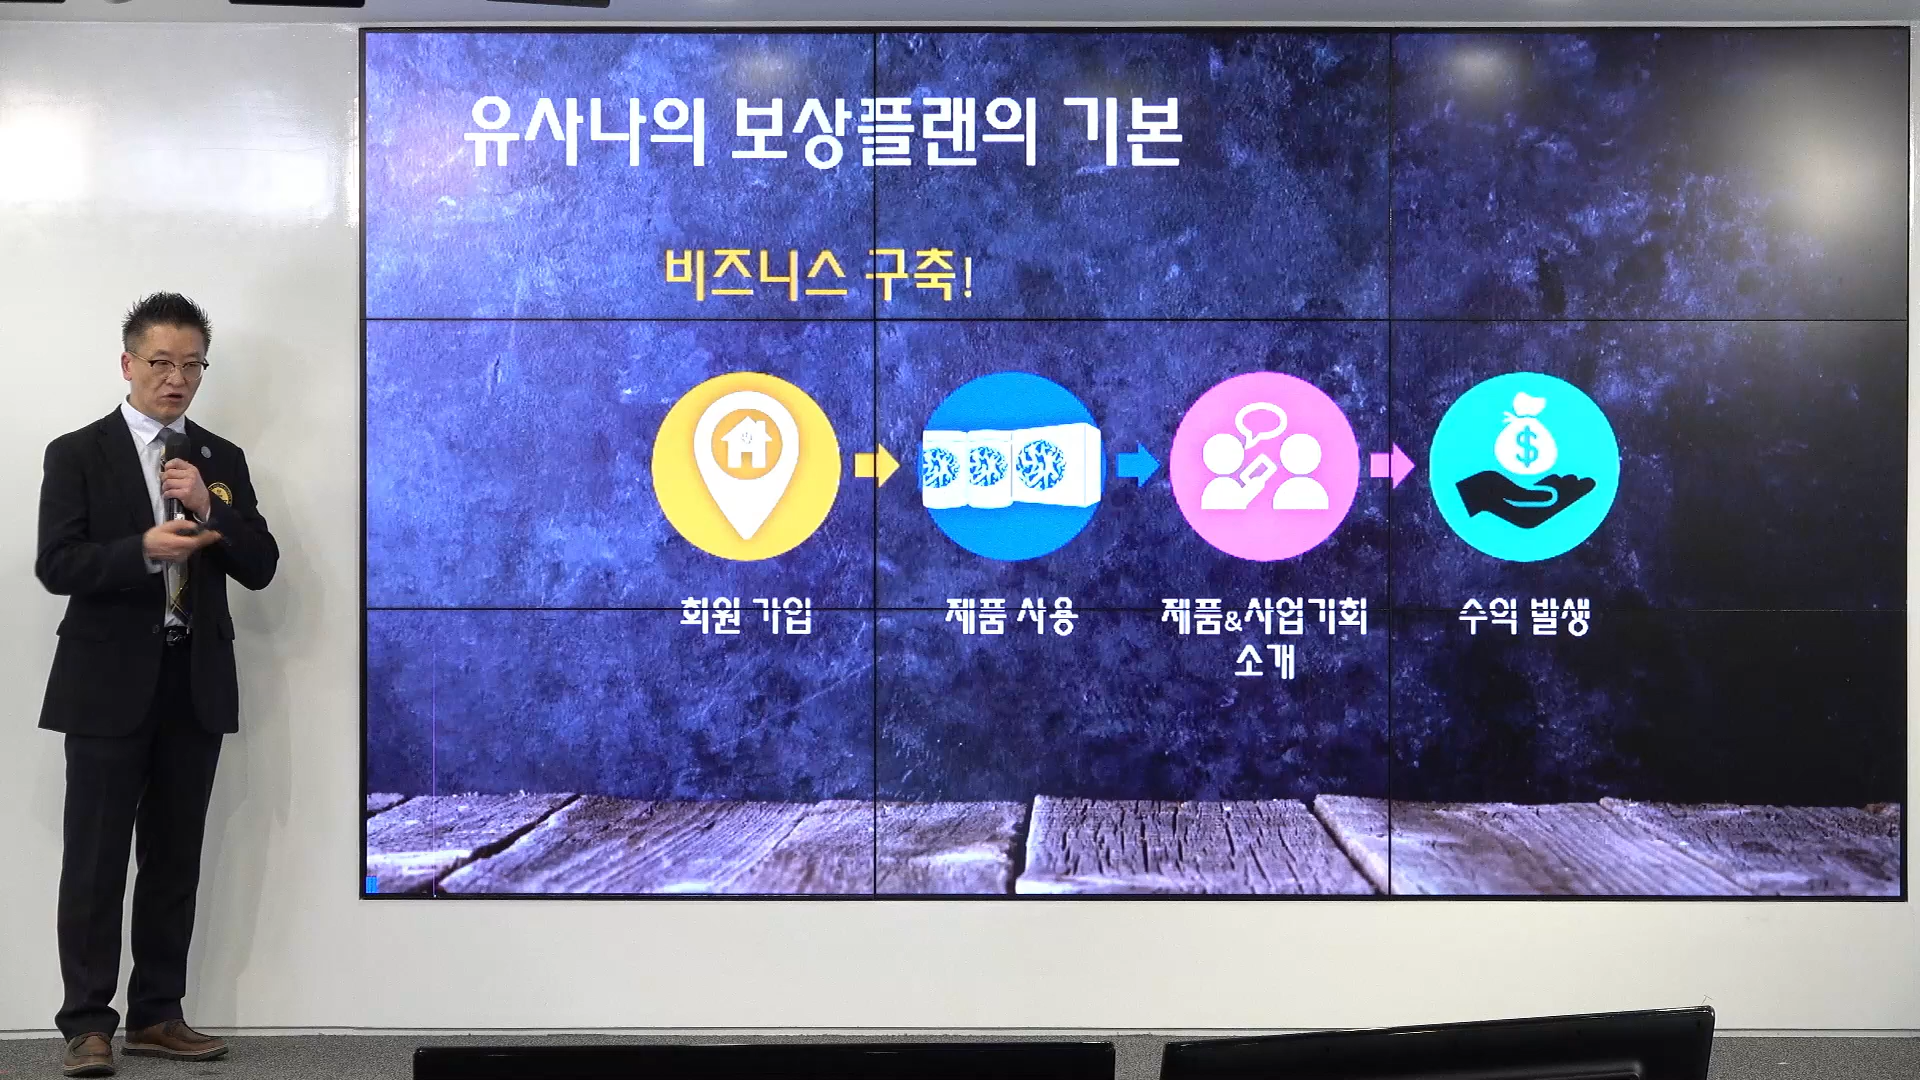 유사나의 보상플랜의 기본
비즈니스 구축!
회원 가입
제품 사용
제품&사업기회
소개
수익 발생